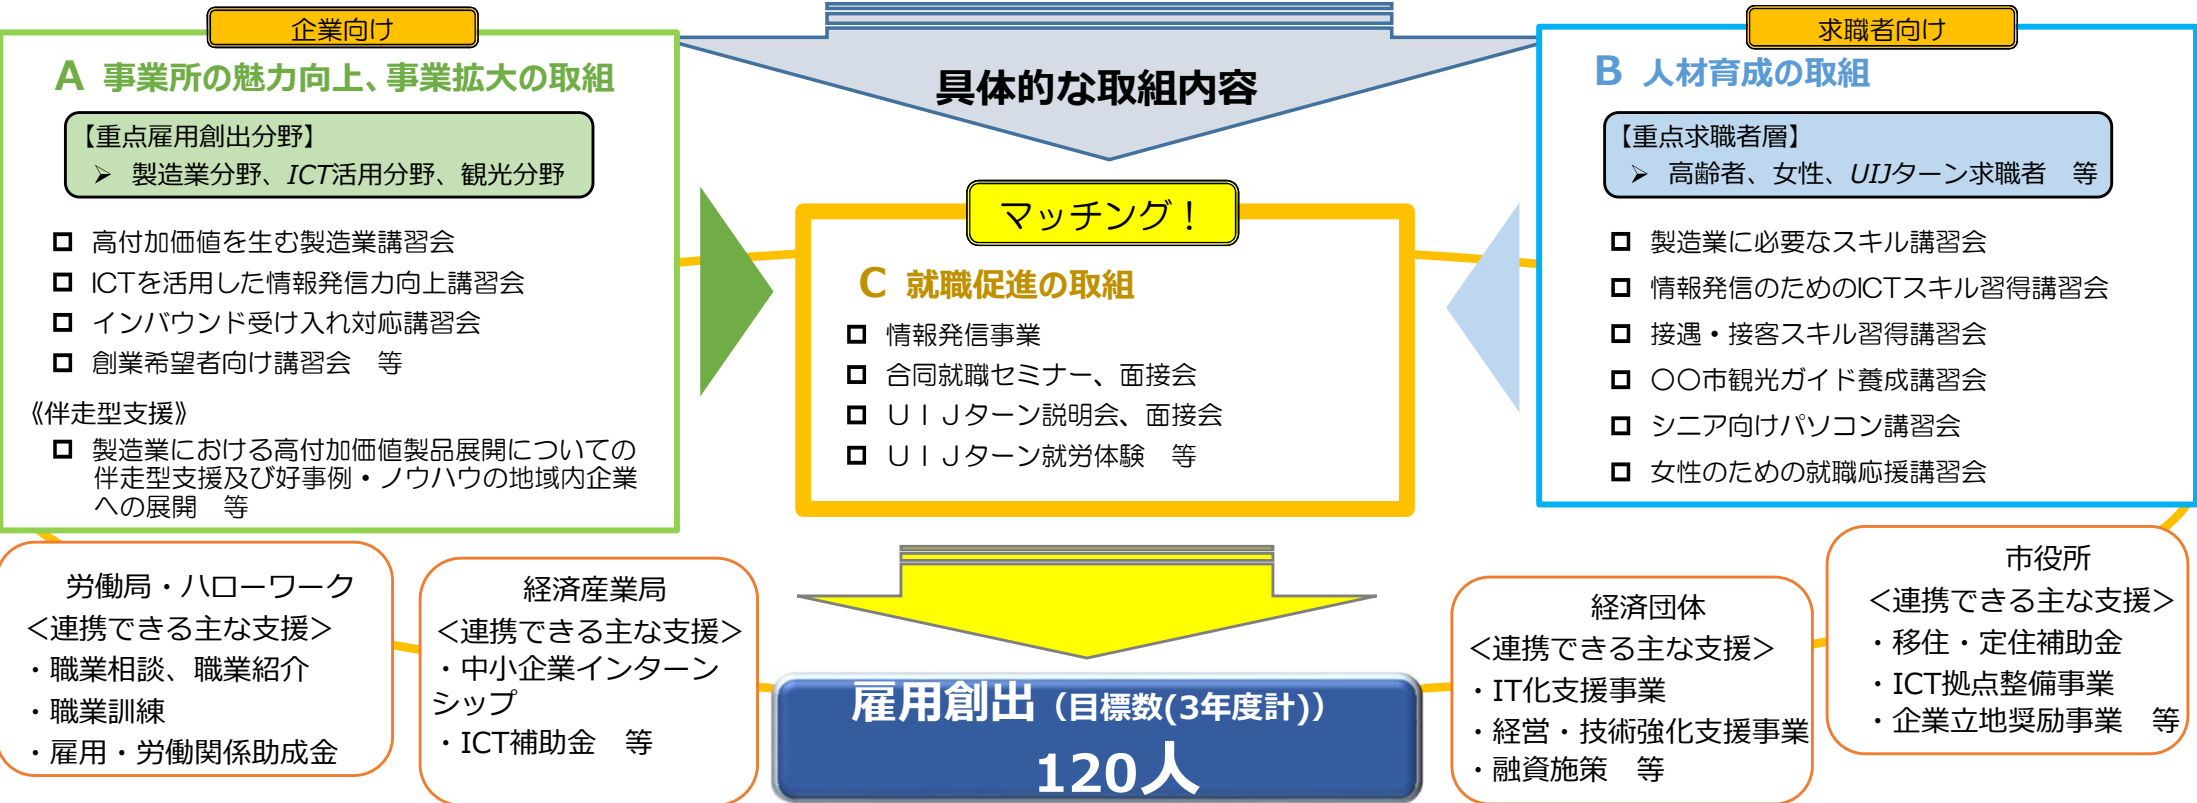 具体的な取組内容
企業向け
A 事業所の魅力向上、事業拡大の取組
【重点雇用創出分野】
➢ 製造業分野、ICT活用分野、観光分野
□ 高付加価値を生む製造業講習会
□ ICTを活用した情報発信力向上講習会
□ インバウンド受け入れ対応講習会
□ 創業希望者向け講習会　等
《伴走型支援》
□ 製造業における高付加価値製品展開についての
伴走型支援及び好事例・ノウハウの地域内企業
への展開　等
マッチング！
C 就職促進の取組
□ 情報発信事業
□ 合同就職セミナー、面接会
□ ＵＩＪターン説明会、面接会
□ ＵＩＪターン就労体験　等
求職者向け
B 人材育成の取組
【重点求職者層】
➢ 高齢者、女性、UIJターン求職者　等
□ 製造業に必要なスキル講習会
□ 情報発信のためのICTスキル習得講習会
□ 接遇・接客スキル習得講習会
□ 〇〇市観光ガイド養成講習会
□ シニア向けパソコン講習会
□ 女性のための就職応援講習会
労働局・ハローワーク
＜連携できる主な支援＞
・職業相談、職業紹介
・職業訓練
・雇用・労働関係助成金
経済産業局
＜連携できる主な支援＞
・中小企業インターン
シップ
・ICT補助金　等
雇用創出（目標数(3年度計)）
120人
経済団体
＜連携できる主な支援＞
・IT化支援事業
・経営・技術強化支援事業
・融資施策　等
市役所
＜連携できる主な支援＞
・移住・定住補助金
・ICT拠点整備事業
・企業立地奨励事業　等